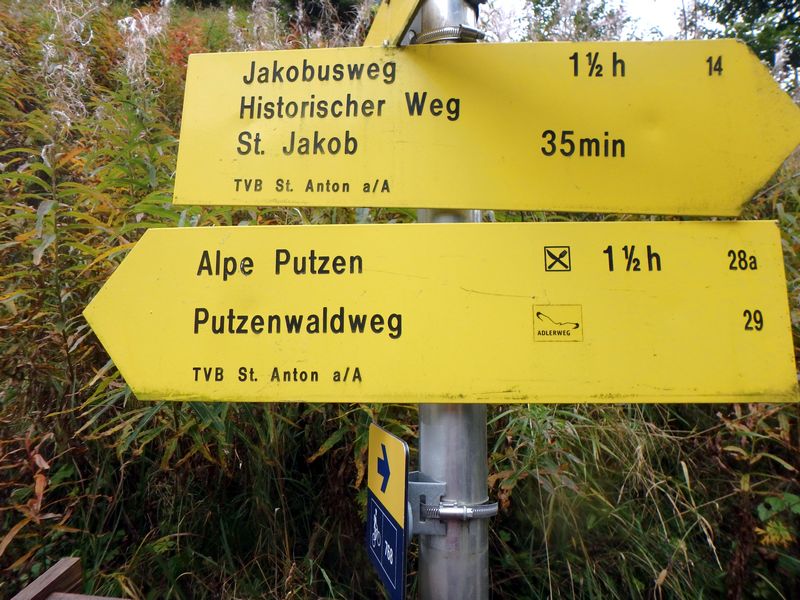 Jakobusweg 1½ h 14
Historischer Weg
St. Jakob 35min
TVB St. Anton a/A
Alpe Putzen 1½ h 28a
Putzenwaldweg ADLERWEG 29
TVB St. Anton a/A
768